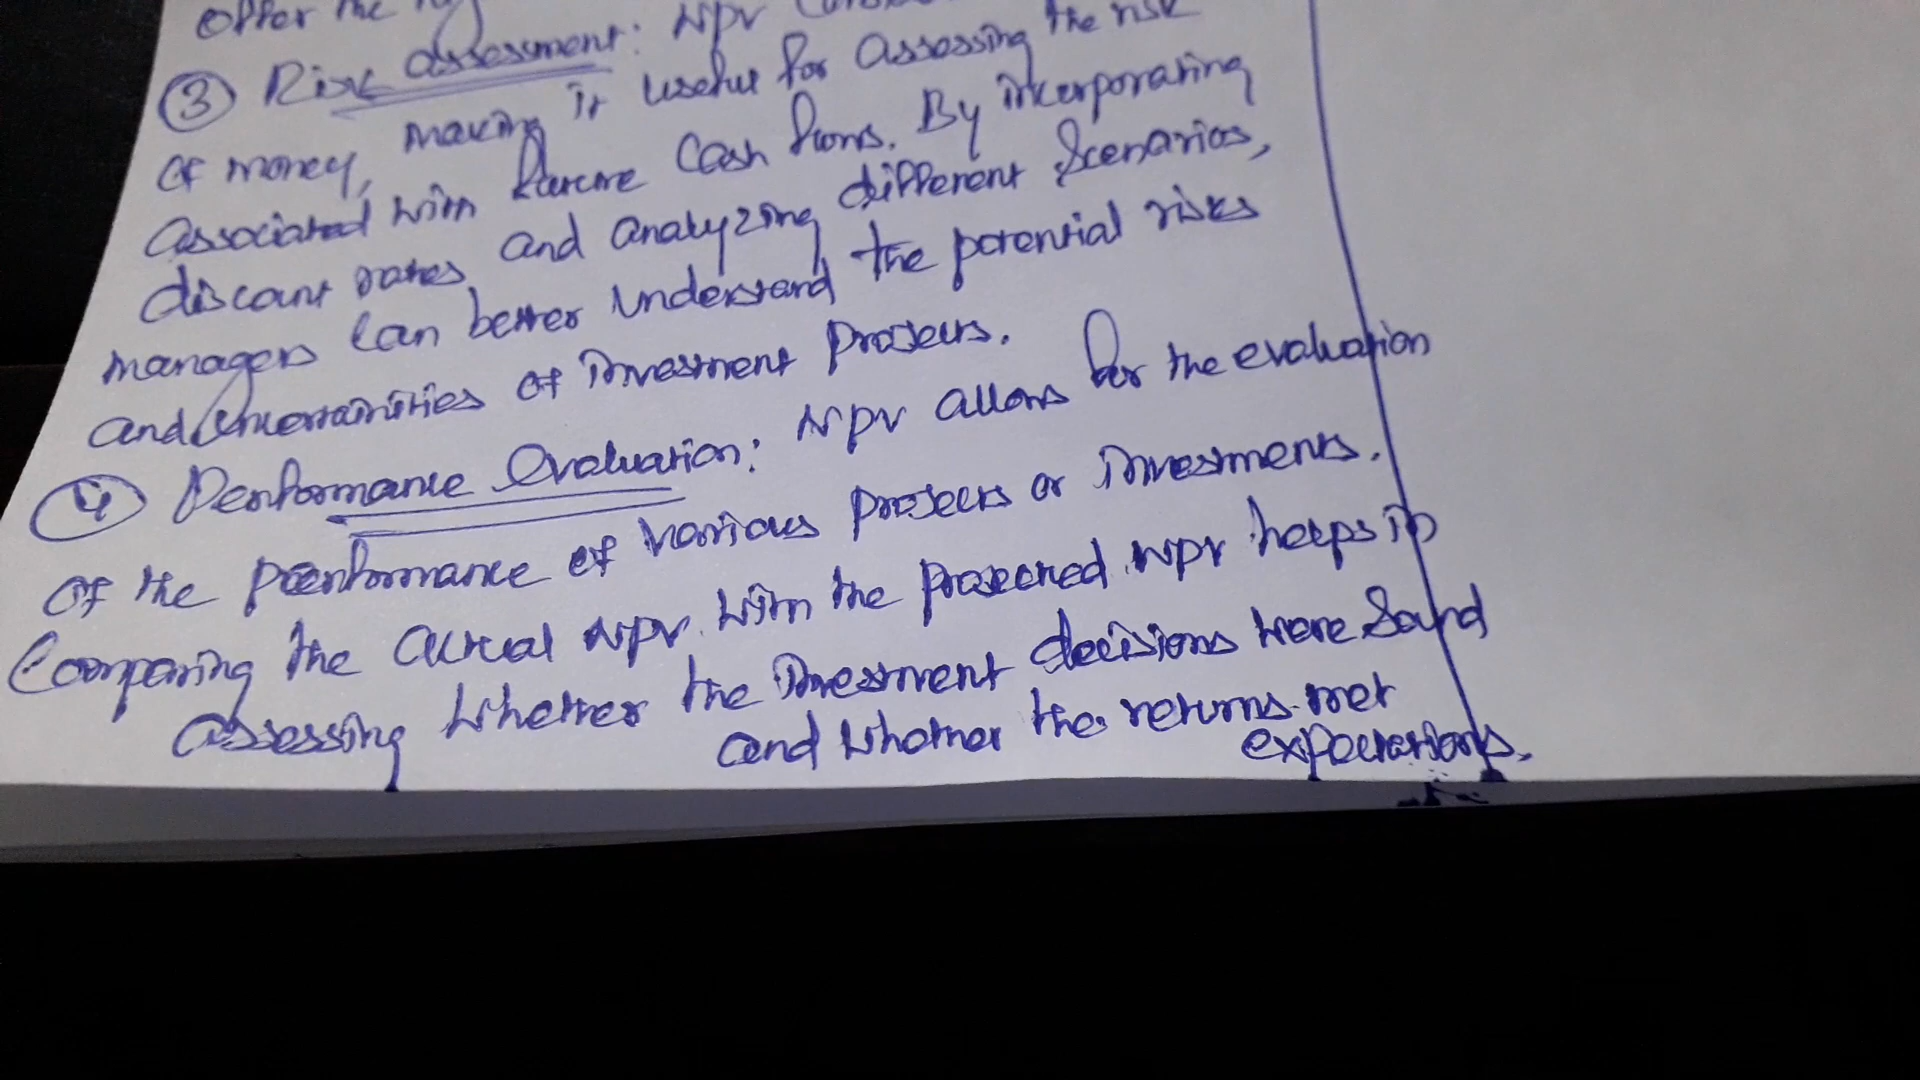 offer the
③ Risk assessment: NPV
of money, making it useful for assessing the risk
associated with future cash flows. By incorporating
discount rates and analyzing different scenarios,
managers can better understand the potential risks
and uncertainities of investment projects.
④ Performance Evaluation: NPV allows for the evaluation
of the performance of various projects or investments.
Comparing the actual NPV with the projected NPV helps in
assessing whether the investment decisions were sound
and whether the returns met
expectations.